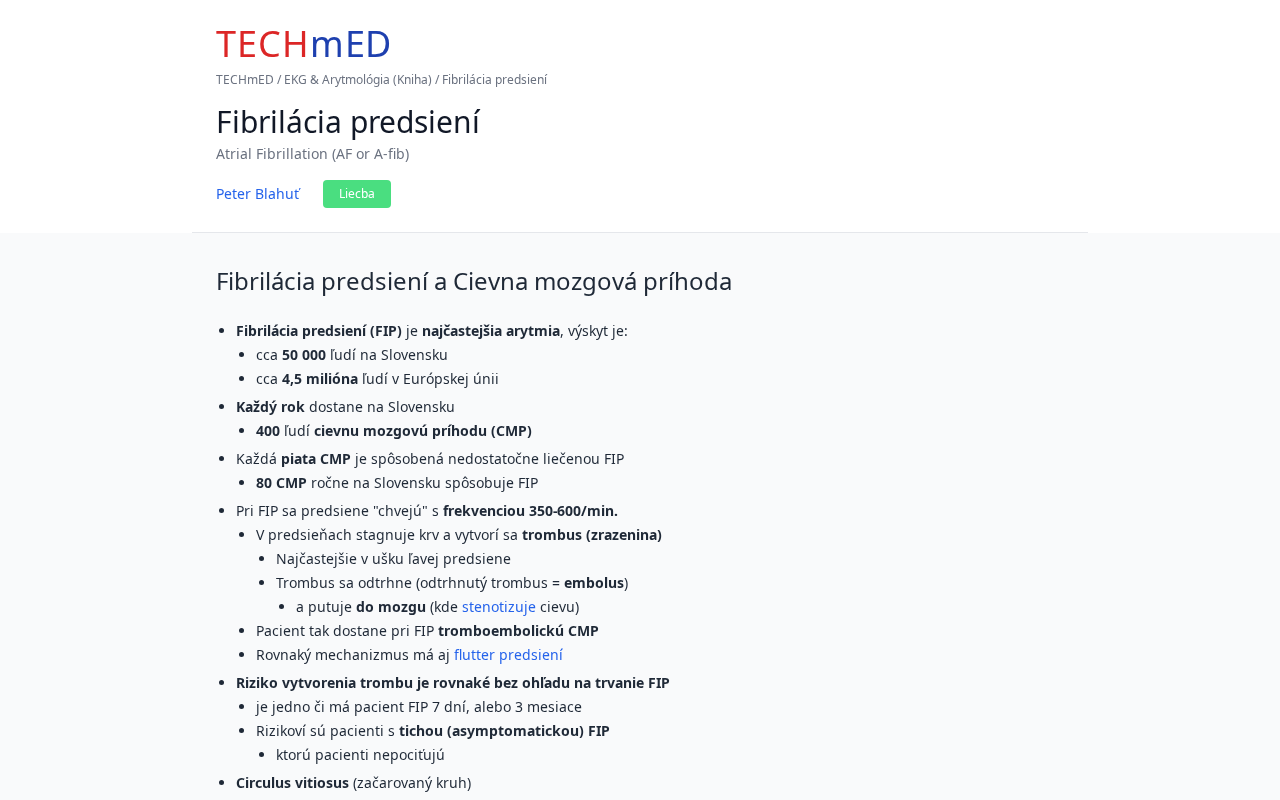 TECHmED
TECHmED / EKG & Arytmológia (Kniha) / Fibrilácia predsiení
Fibrilácia predsiení
Atrial Fibrillation (AF or A-fib)
Peter Blahuť Liecba
Fibrilácia predsiení a Cievna mozgová príhoda
Fibrilácia predsiení (FIP) je najčastejšia arytmia, výskyt je:
cca 50 000 ľudí na Slovensku
cca 4,5 milióna ľudí v Európskej únii
Každý rok dostane na Slovensku
400 ľudí cievnu mozgovú príhodu (CMP)
Každá piata CMP je spôsobená nedostatočne liečenou FIP
80 CMP ročne na Slovensku spôsobuje FIP
Pri FIP sa predsiene "chvejú" s frekvenciou 350-600/min.
V predsieňach stagnuje krv a vytvorí sa trombus (zrazenina)
Najčastejšie v ušku ľavej predsiene
Trombus sa odtrhne (odtrhnutý trombus = embolus)
a putuje do mozgu (kde stenotizuje cievu)
Pacient tak dostane pri FIP tromboembolickú CMP
Rovnaký mechanizmus má aj flutter predsiení
Riziko vytvorenia trombu je rovnaké bez ohľadu na trvanie FIP
je jedno či má pacient FIP 7 dní, alebo 3 mesiace
Rizikoví sú pacienti s tichou (asymptomatickou) FIP
ktorú pacienti nepociťujú
Circulus vitiosus (začarovaný kruh)